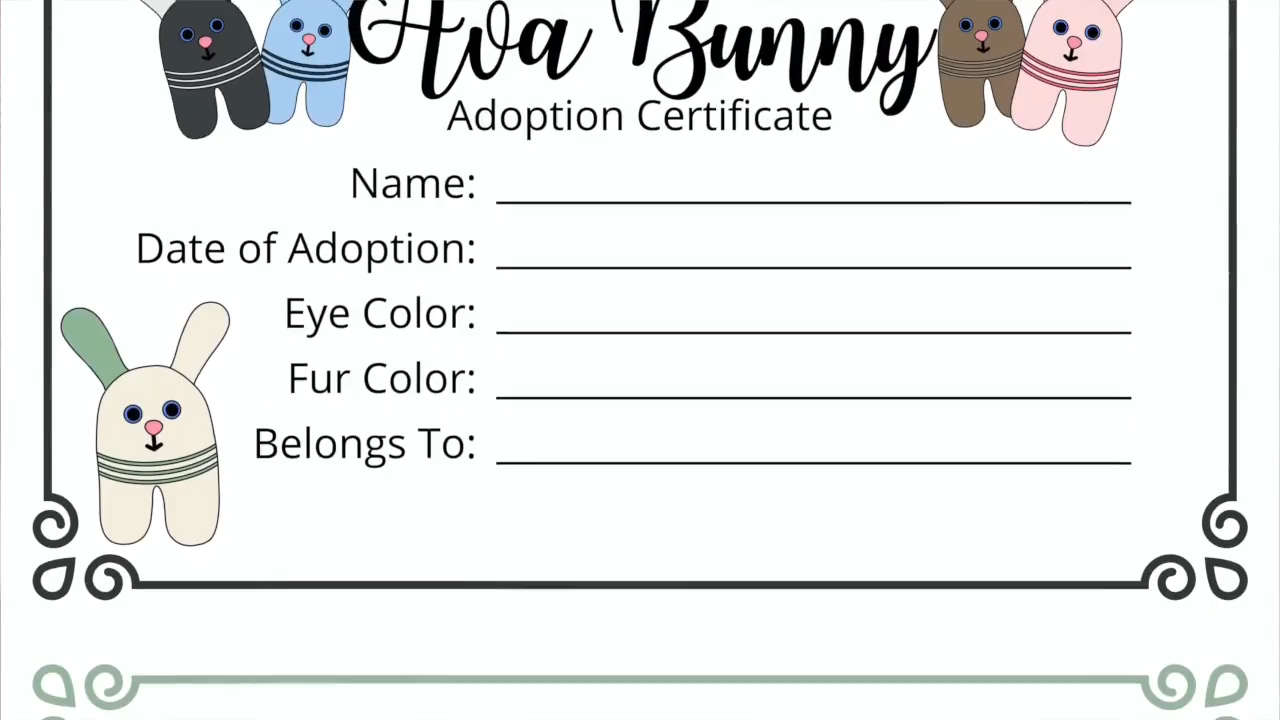 Ava Bunny
Adoption Certificate
Name:
Date of Adoption:
Eye Color:
Fur Color:
Belongs To: